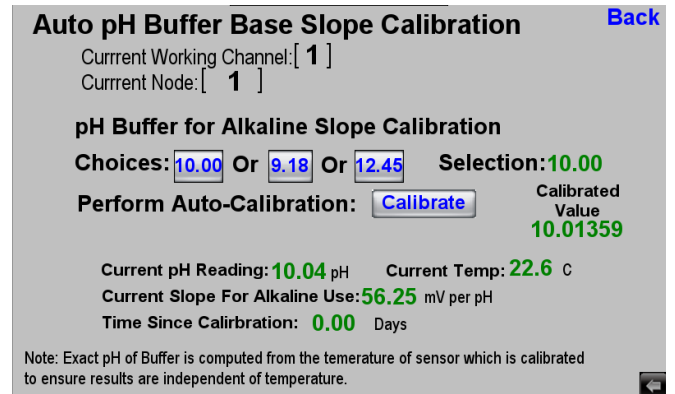 Auto pH Buffer Base Slope Calibration Back
Currrent Working Channel:[ 1 ]
Currrent Node:[ 1 ]
pH Buffer for Alkaline Slope Calibration
Choices: 10.00 Or 9.18 Or 12.45 Selection:10.00
Perform Auto-Calibration: Calibrate
Calibrated
Value
10.01359
Current pH Reading: 10.04 pH Current Temp: 22.6 C
Current Slope For Alkaline Use: 56.25 mV per pH
Time Since Calirbration: 0.00 Days
Note: Exact pH of Buffer is computed from the temerature of sensor which is calibrated
to ensure results are independent of temperature.